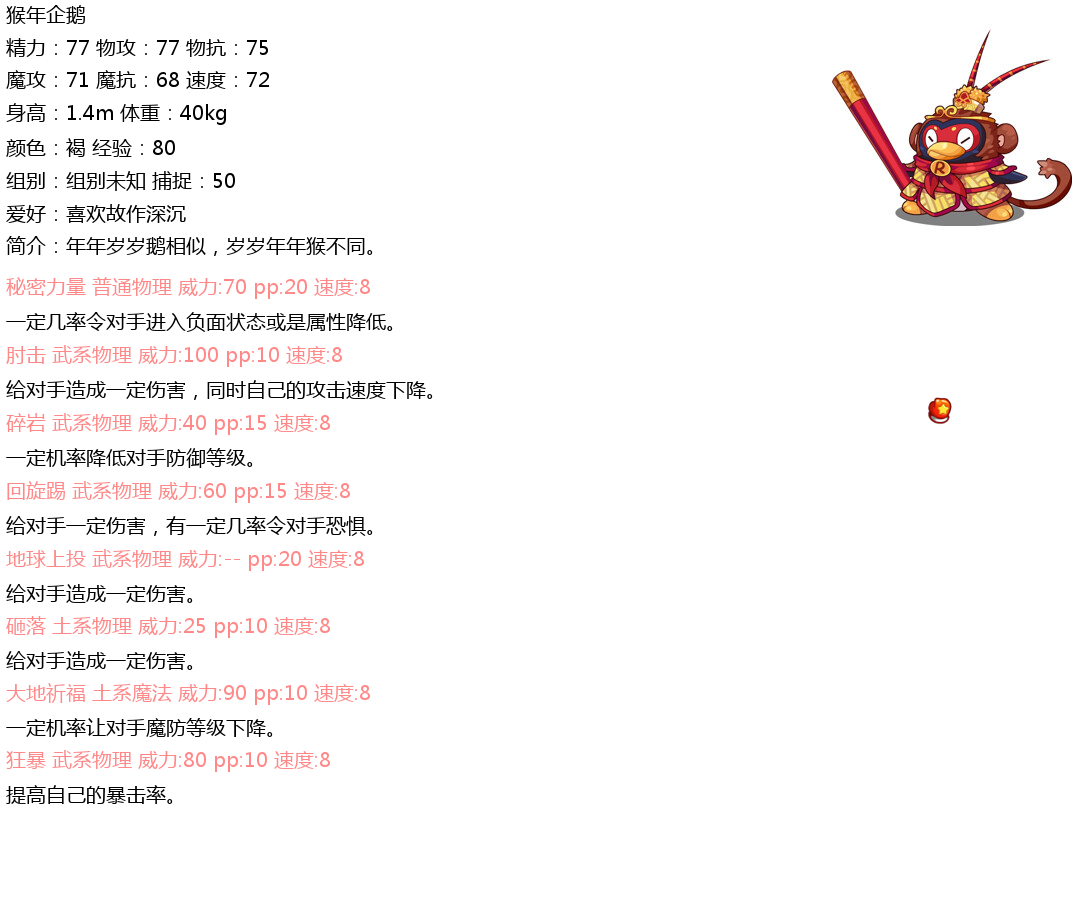 猴年企鹅
精力：77 物攻：77 物抗：75
魔攻：71 魔抗：68 速度：72
身高：1.4m 体重：40kg
颜色：褐 经验：80
组别：组别未知 捕捉：50
爱好：喜欢故作深沉
简介：年年岁岁鹅相似，岁岁年年猴不同。
秘密力量 普通物理 威力:70 pp:20 速度:8
一定几率令对手进入负面状态或是属性降低。
肘击 武系物理 威力:100 pp:10 速度:8
给对手造成一定伤害，同时自己的攻击速度下降。
碎岩 武系物理 威力:40 pp:15 速度:8
一定机率降低对手防御等级。
回旋踢 武系物理 威力:60 pp:15 速度:8
给对手一定伤害，有一定几率令对手恐惧。
地球上投 武系物理 威力:-- pp:20 速度:8
给对手造成一定伤害。
砸落 土系物理 威力:25 pp:10 速度:8
给对手造成一定伤害。
大地祈福 土系魔法 威力:90 pp:10 速度:8
一定机率让对手魔防等级下降。
狂暴 武系物理 威力:80 pp:10 速度:8
提高自己的暴击率。
R